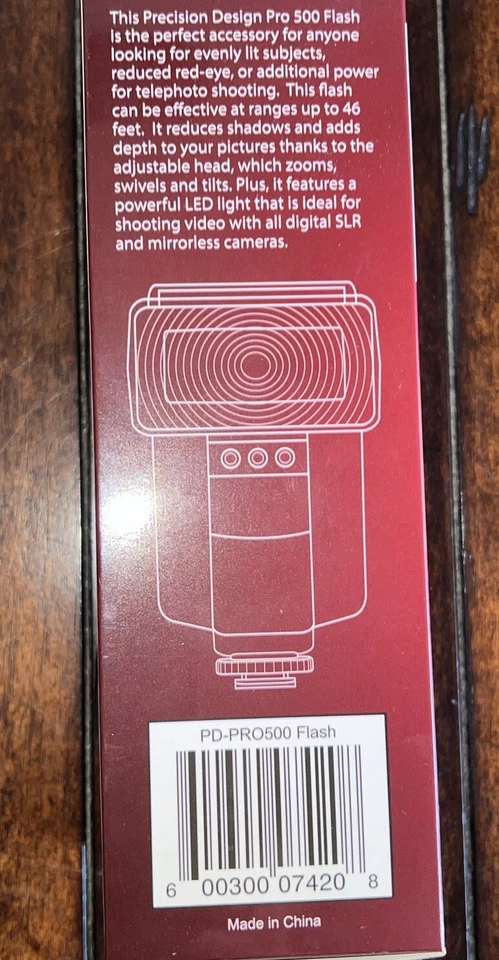 This Precision Design Pro 500 Flash
is the perfect accessory for anyone
looking for evenly lit subjects,
reduced red-eye, or additional power
for telephoto shooting. This flash
can be effective at ranges up to 46
feet. It reduces shadows and adds
depth to your pictures thanks to the
adjustable head, which zooms,
swivels and tilts. Plus, it features a
powerful LED light that is ideal for
shooting video with all digital SLR
and mirrorless cameras.
PD-PRO500 Flash
6 00300 07420 8
Made in China